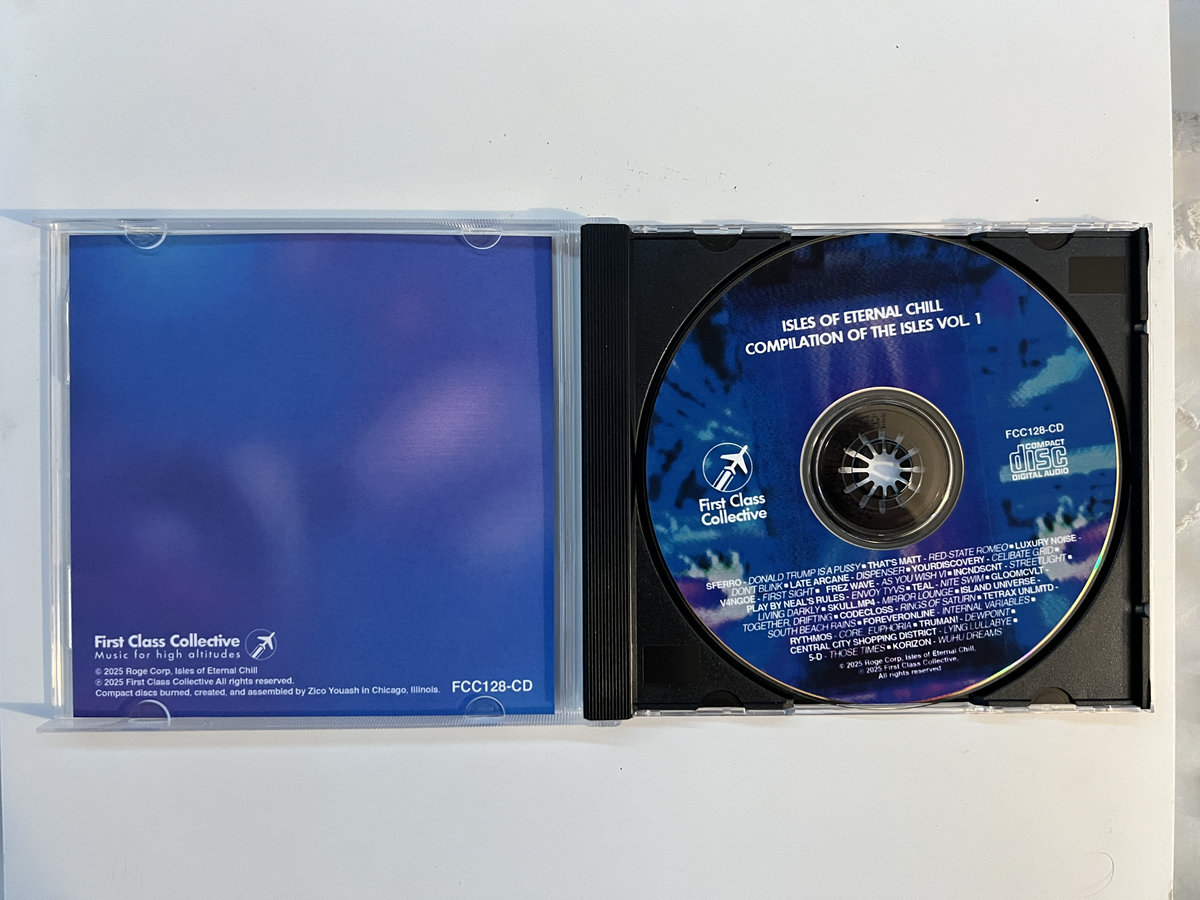 First Class Collective
Music for high altitudes
© 2025 Roge Corp, Isles of Eternal Chill
℗ 2025 First Class Collective All rights reserved.
Compact discs burned, created, and assembled by Zico Youash in Chicago, Illinois.
FCC128-CD
ISLES OF ETERNAL CHILL
COMPILATION OF THE ISLES VOL. 1
First Class
Collective
FCC128-CD
COMPACT
disc
DIGITAL AUDIO
SFERRO - DONALD TRUMP IS A PUSSY ▪ THAT'S MATT - RED STATE ROMEO ▪ LUXURY NOISE -
DON'T BLINK ▪ LATE ARCANE - DISPENSER ▪ YOURDISCOVERY - CELIBATE GRID ▪
V4NGOE - FIRST SIGHT ▪ FREZ WAVE - AS YOU WISH VI ▪ INCNDSCNT - STREETLIGHT ▪
PLAY BY NEAL'S RULES - ENVOY TYVS ▪ TEAL - NITE SWIM ▪ GLOOMCVLT -
LIVING DARKLY ▪ SKULL.MP4 - MIRROR LOUNGE ▪ ISLAND UNIVERSE -
TOGETHER, DRIFTING ▪ CODECLOSS - RINGS OF SATURN ▪ TETRAX UNLMTD -
SOUTH BEACH RAINS ▪ FOREVERONLINE - INTERNAL VARIABLES ▪
RYTHMOS - CORE_EUPHORIA ▪ TRUMAN! - DEWPOINT ▪
CENTRAL CITY SHOPPING DISTRICT - LYING LULLABYE ▪
5-D - THOSE TIMES ▪ KORIZON - WUHU DREAMS
© 2025 Roge Corp, Isles of Eternal Chill.
℗ 2025 First Class Collective.
All rights reserved